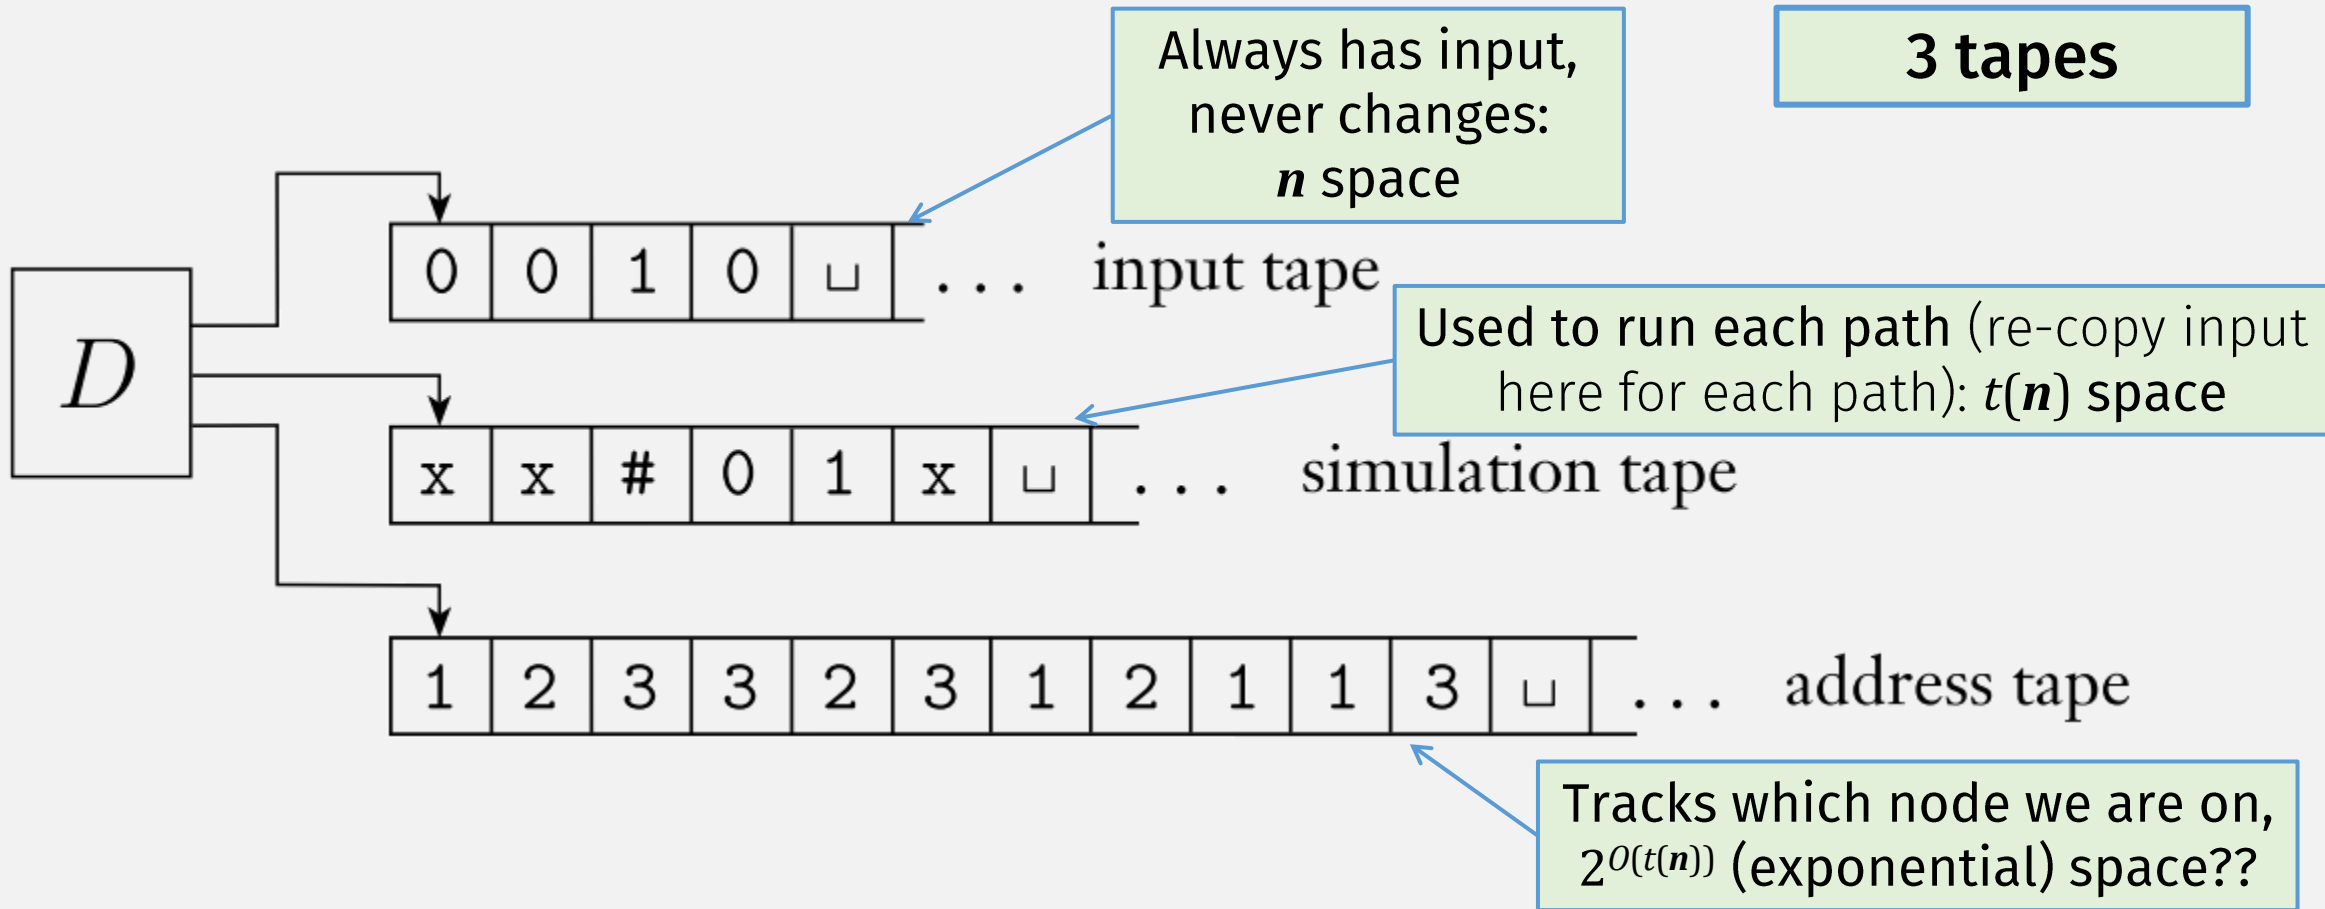 Always has input,
never changes:
n space
3 tapes
0 0 1 0 ␣ ... input tape
D
Used to run each path (re-copy input
here for each path): t(n) space
x x # 0 1 x ␣ ... simulation tape
1 2 3 3 2 3 1 2 1 1 3 ␣ ... address tape
Tracks which node we are on,
2^{O(t(n))} (exponential) space??